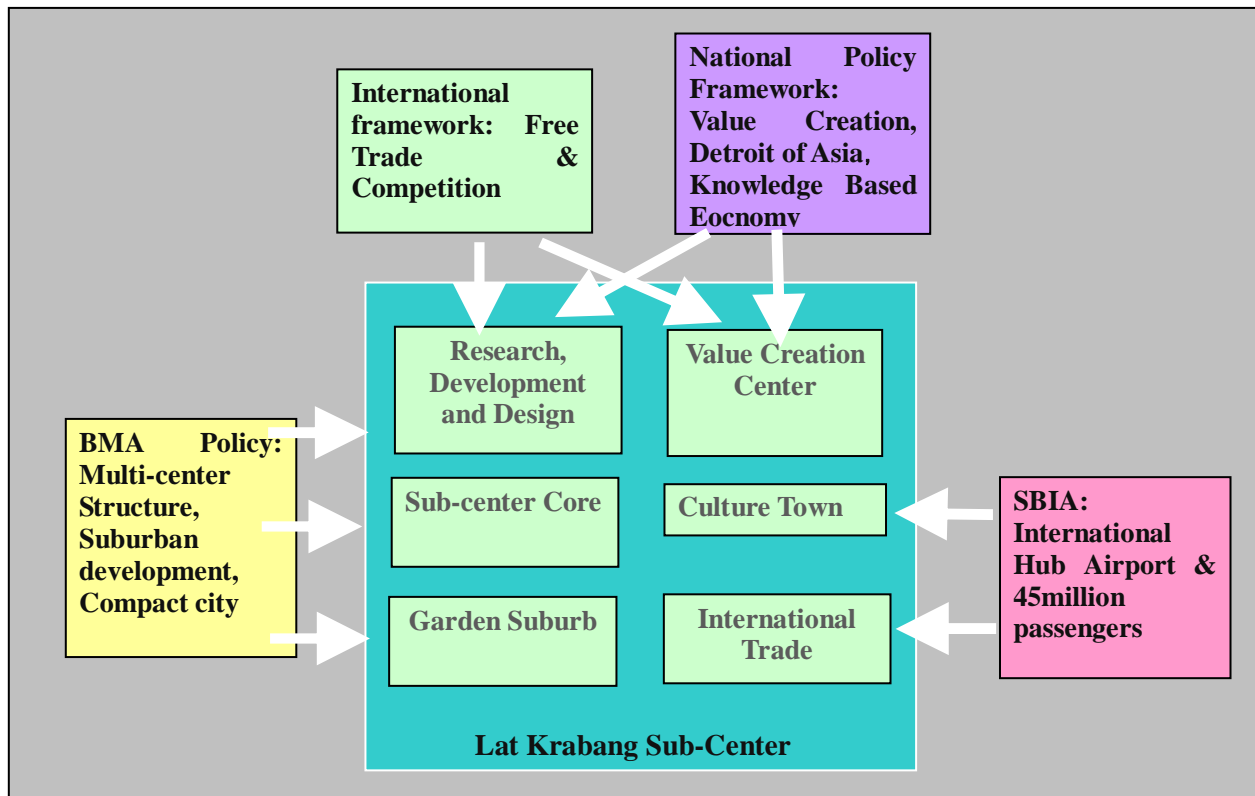 International
framework: Free
Trade &
Competition
National Policy
Framework:
Value Creation,
Detroit of Asia,
Knowledge Based
Eocnomy
Research,
Development
and Design
Value Creation
Center
BMA Policy:
Multi-center
Structure,
Suburban
development,
Compact city
Sub-center Core
Culture Town
SBIA:
International
Hub Airport &
45million
passengers
Garden Suburb
International
Trade
Lat Krabang Sub-Center